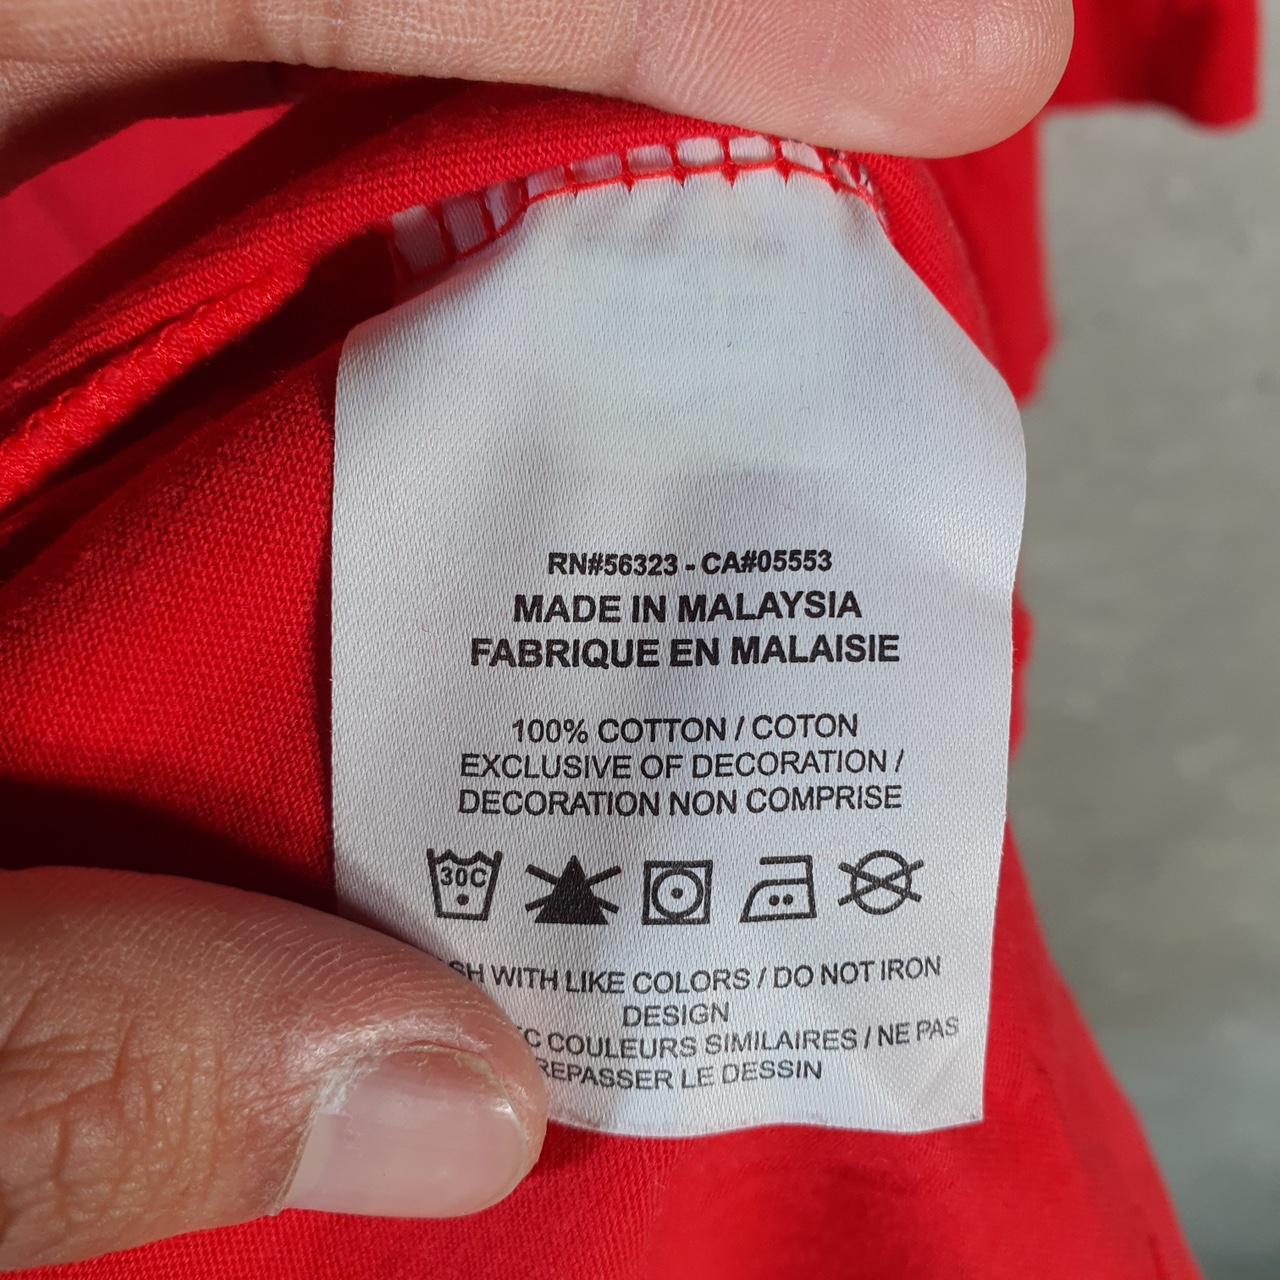 RN#56323 - CA#05553
MADE IN MALAYSIA
FABRIQUE EN MALAISIE
100% COTTON / COTON
EXCLUSIVE OF DECORATION /
DECORATION NON COMPRISE
30C
WITH LIKE COLORS / DO NOT IRON
DESIGN
COULEURS SIMILAIRES / NE PAS
REPASSER LE DESSIN